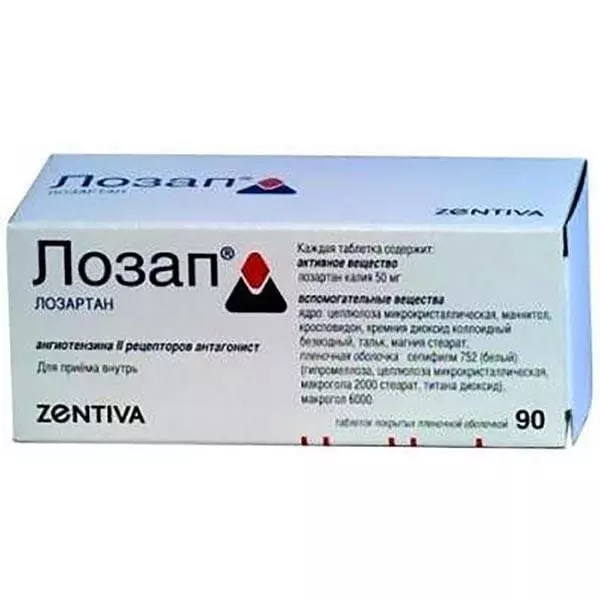 Лозап®
ЛОЗАРТАН
ZENTIVA
Лозап®
ЛОЗАРТАН
ангиотензина II рецепторов антагонист
Для приёма внутрь
ZENTIVA
Каждая таблетка содержит:
активное вещество
лозартан калия 50 мг
вспомогательные вещества
ядро: целлюлоза микрокристаллическая, маннитол,
кросповидон, кремния диоксид коллоидный
безводный, тальк, магния стеарат,
пленочная оболочка сепифилм 752 (белый)
(гипромеллоза, целлюлоза микрокристаллическая,
макрогола 2000 стеарат, титана диоксид),
макрогол 6000
таблеток покрытых пленочной оболочкой 90